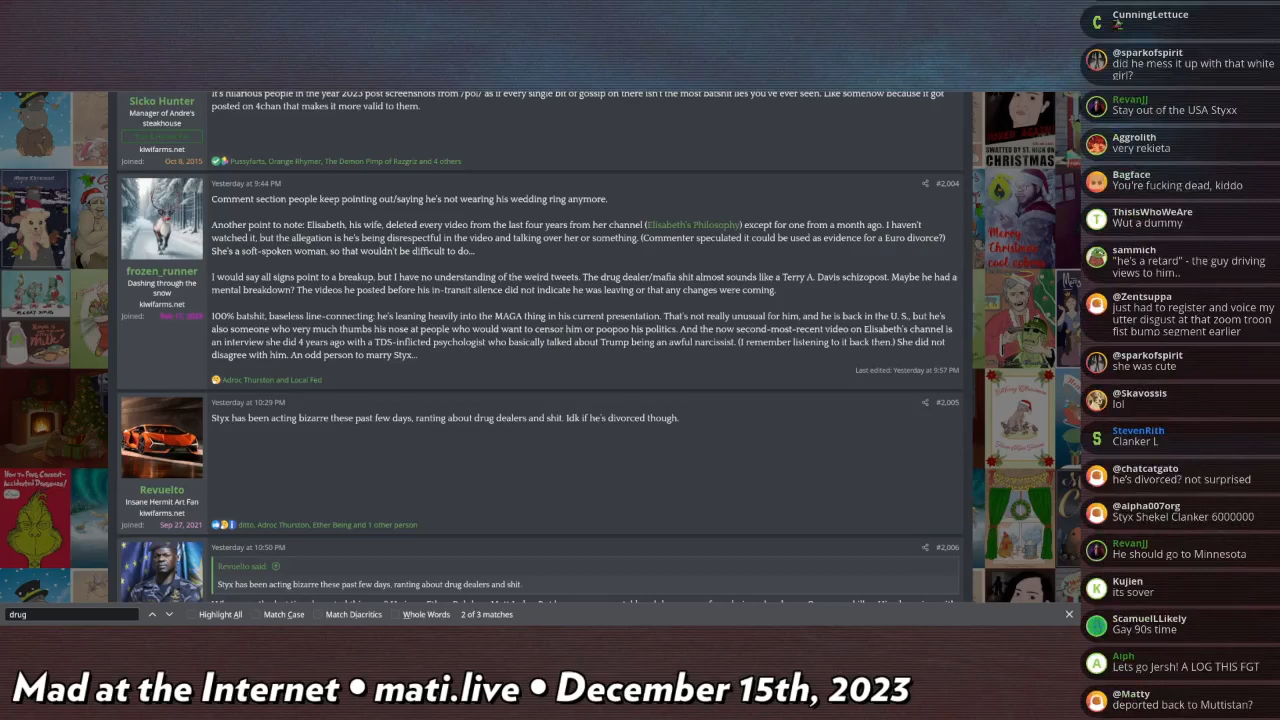 It's hilarious people in the year 2023 post screenshots from /pol/ as if every single bit of gossip on there isn't the most batshit lies you've ever seen. Like somehow because it got
posted on 4chan that makes it more valid to them.
Sicko Hunter
Manager of Andre's
steakhouse
kiwifarms.net
Joined: Oct 8, 2015
Pussyfarts, Orange Rhymer, The Demon Pimp of Razgriz and 4 others
Yesterday at 9:44 PM
#2,004
Comment section people keep pointing out/saying he's not wearing his wedding ring anymore.
Another point to note: Elisabeth, his wife, deleted every video from the last four years from her channel (Elisabeth's Philosophy) except for one from a month ago. I haven't
watched it, but the allegation is he's being disrespectful in the video and talking over her or something. (Commenter speculated it could be used as evidence for a Euro divorce?)
She's a soft-spoken woman, so that wouldn't be difficult to do...
I would say all signs point to a breakup, but I have no understanding of the weird tweets. The drug dealer/mafia shit almost sounds like a Terry A. Davis schizopost. Maybe he had a
mental breakdown? The videos he posted before his in-transit silence did not indicate he was leaving or that any changes were coming.
100% batshit, baseless line-connecting: he's leaning heavily into the MAGA thing in his current presentation. That's not really unusual for him, and he is back in the U. S., but he's
also someone who very much thumbs his nose at people who would want to censor him or poopoo his politics. And the now second-most-recent video on Elisabeth's channel is
an interview she did 4 years ago with a TDS-inflicted psychologist who basically talked about Trump being an awful narcissist. (I remember listening to it back then.) She did not
disagree with him. An odd person to marry Styx...
Last edited: Yesterday at 9:57 PM
frozen_runner
Dashing through the
snow
kiwifarms.net
Joined:
Adroc Thurston and Local Fed
Yesterday at 10:29 PM
#2,005
Styx has been acting bizarre these past few days, ranting about drug dealers and shit. Idk if he's divorced though.
Revuelto
Insane Hermit Art Fan
kiwifarms.net
Joined: Sep 27, 2021
ditto, Adroc Thurston, Ether Being and 1 other person
Yesterday at 10:50 PM
#2,006
Revuelto said:
Styx has been acting bizarre these past few days, ranting about drug dealers and shit.
drug
Highlight All
Match Case
Match Diacritics
Whole Words
2 of 3 matches
Merry
Christmas
CHRISTMAS
Mad at the Internet • mati.live • December 15th, 2023
CunningLettuce
@sparkofspirit
did he mess it up with that white
girl?
RevanJJ
Stay out of the USA Styxx
Aggrolith
very rekieta
Bagface
You're fucking dead, kiddo
ThisIsWhoWeAre
Wut a dummy
sammich
"he's a retard" - the guy driving
views to him..
@Zentsuppa
just had to register and voice my
utter disgust at that zoom troon
fist bump segment earlier
@sparkofspirit
she was cute
@Skavossis
lol
StevenRith
Clanker L
@chatcatgato
he's divorced? not surprised
@alpha007org
Styx Shekel Clanker 6000000
RevanJJ
He should go to Minnesota
Kujien
its sover
ScamuelLLikely
Gay 90s time
Alph
Lets go Jersh! A LOG THIS FGT
@Matty
deported back to Muttistan?